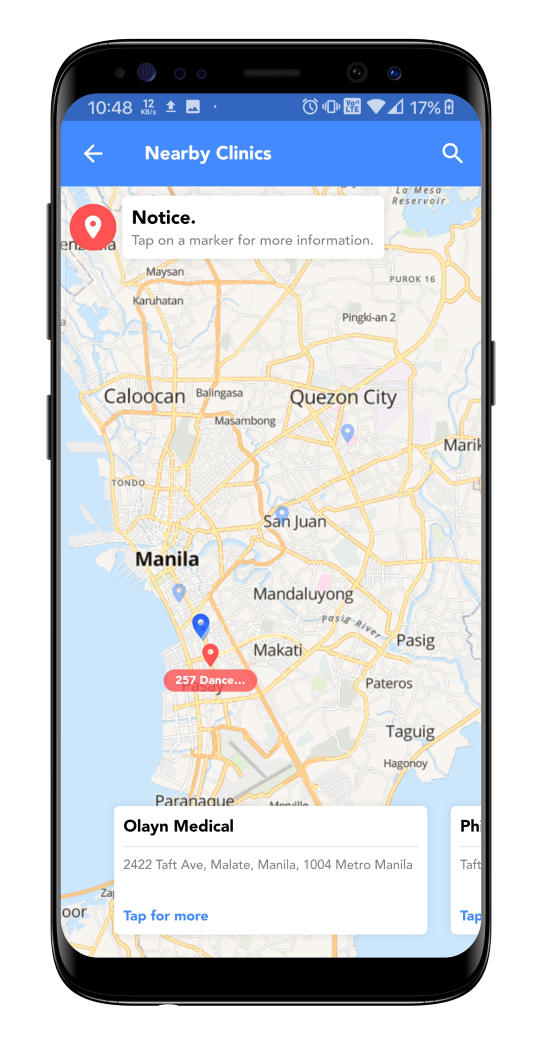 10:48 12 KB/s VoD LTE 17%
Nearby Clinics
La Mesa
Reservoir
Notice.
Tap on a marker for more information.
Maysan
PUROK 16
Karuhatan
Pingki-an 2
Caloocan
Balingasa
Quezon City
Masambong
Marik
TONDO
San Juan
Manila
Mandaluyong
Pasig River
Pasig
Makati
257 Dance...
Pasay
Pateros
Taguig
Hagonoy
Paranaque
Olayn Medical
Phi
2422 Taft Ave, Malate, Manila, 1004 Metro Manila
Taft
Zap
oor
Tap for more
Tap